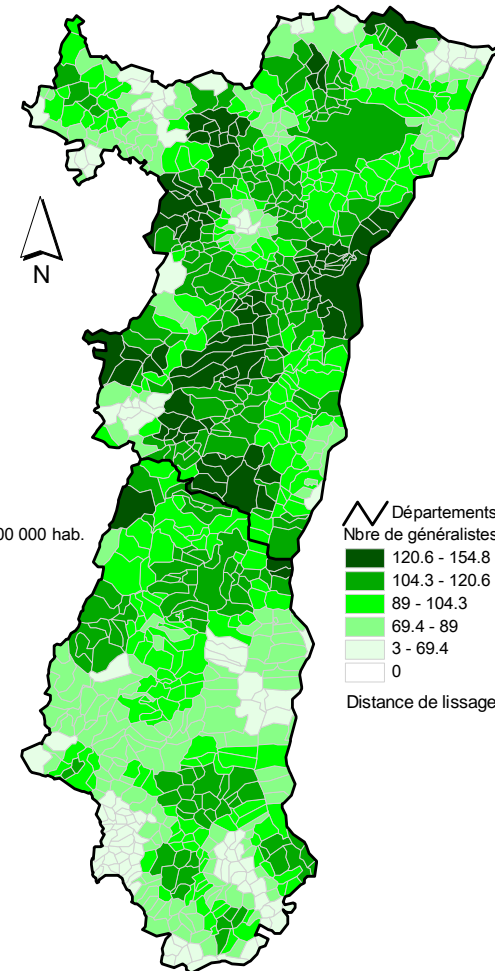 N
00 000 hab.
Départements
Nbre de généralistes
120.6 - 154.8
104.3 - 120.6
89 - 104.3
69.4 - 89
3 - 69.4
0
Distance de lissage